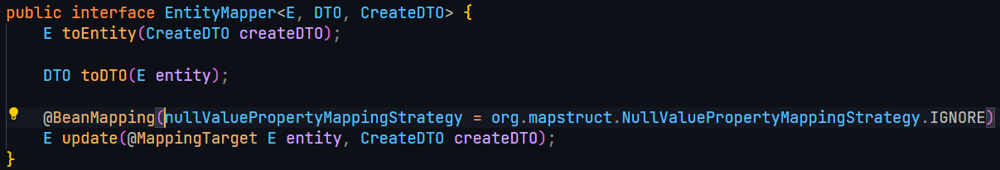 public interface EntityMapper<E, DTO, CreateDTO> {
    E toEntity(CreateDTO createDTO);
    DTO toDTO(E entity);
    @BeanMapping(nullValuePropertyMappingStrategy = org.mapstruct.NullValuePropertyMappingStrategy.IGNORE)
    E update(@MappingTarget E entity, CreateDTO createDTO);
}